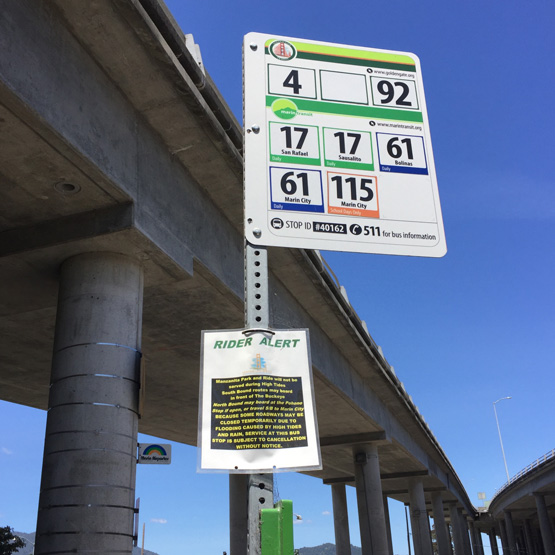 4
92
www.goldengate.org
marintransit
www.marintransit.org
17
San Rafael
Daily
17
Sausalito
Daily
61
Bolinas
Daily
61
Marin City
Daily
115
Marin City
School Days Only
STOP ID #40162 511 for bus information
RIDER ALERT
Manzanita Park and Ride will not be
served during High Tides
South Bound routes may board
in front of The Buckeye
North Bound may board at the Pohono
Stop if open, or travel SB to Marin City
BECAUSE SOME ROADWAYS MAY BE
CLOSED TEMPORARILY DUE TO
FLOODING CAUSED BY HIGH TIDES
AND RAIN, SERVICE AT THIS BUS
STOP IS SUBJECT TO CANCELLATION
WITHOUT NOTICE.